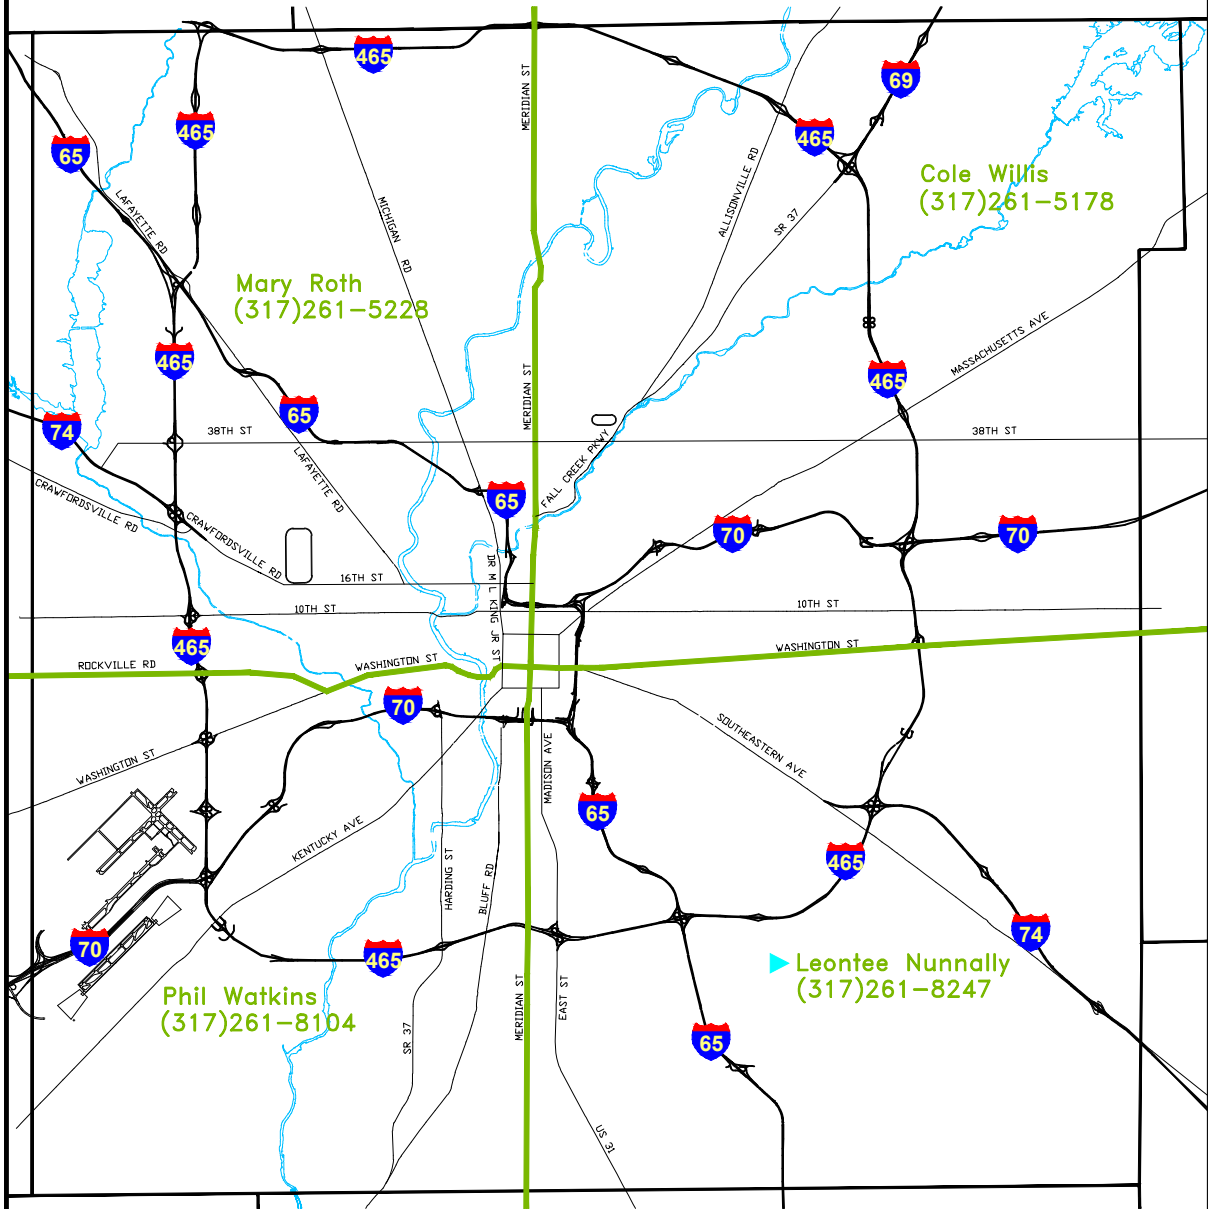 465
MERIDIAN ST
69
465
465
65
ALLISONVILLE RD
Cole Willis
(317)261-5178
LAFAYETTE RD
MICHIGAN RD
SR 37
Mary Roth
(317)261-5228
MASSACHUSETTS AVE
465
465
MERIDIAN ST
65
74
38TH ST
38TH ST
FALL CREEK PKWY
LAFAYETTE RD
65
CRAWFORDSVILLE RD
CRAWFORDSVILLE RD
70
70
16TH ST
DR M L KING JR ST
10TH ST
10TH ST
465
WASHINGTON ST
ROCKVILLE RD
WASHINGTON ST
70
SOUTHEASTERN AVE
WASHINGTON ST
MADISON AVE
65
KENTUCKY AVE
465
HARDING ST
BLUFF RD
74
70
465
Leontee Nunnally
(317)261-8247
Phil Watkins
(317)261-8104
MERIDIAN ST
EAST ST
SR 37
65
US 31